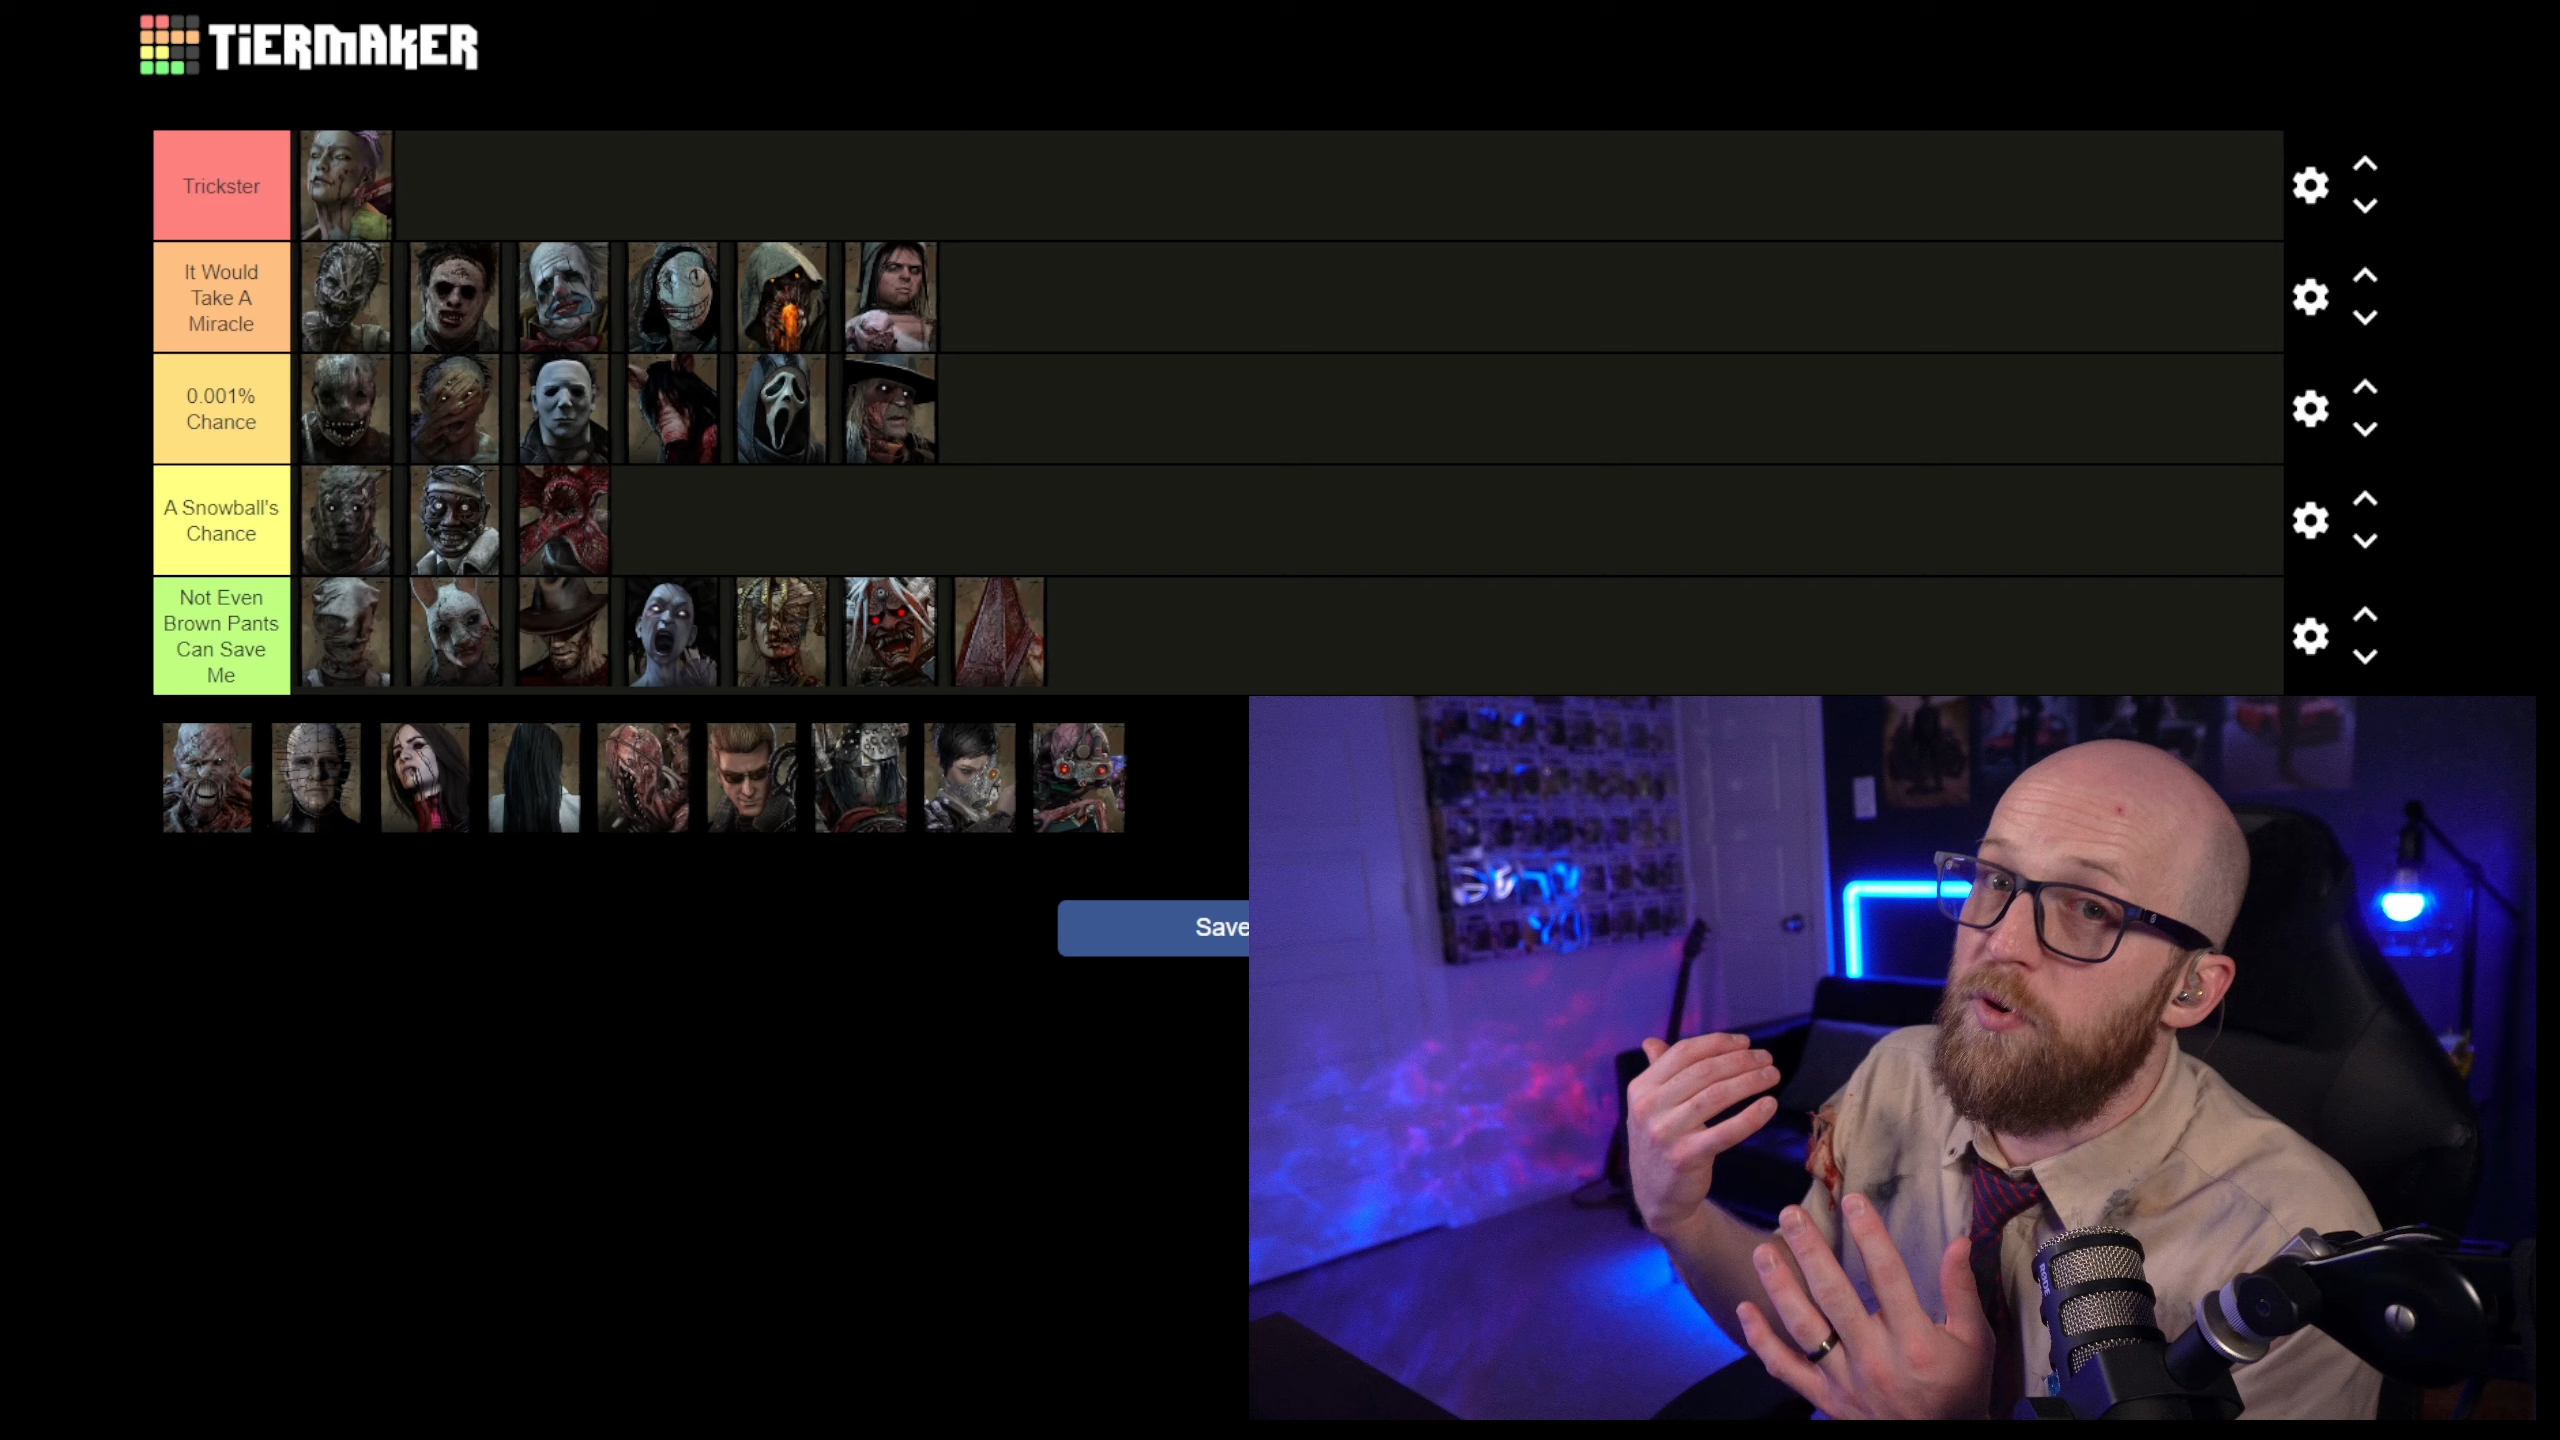 TiERMAKER
Trickster
It Would
Take A
Miracle
0.001%
Chance
A Snowball's
Chance
Not Even
Brown Pants
Can Save
Me
Save
RODE